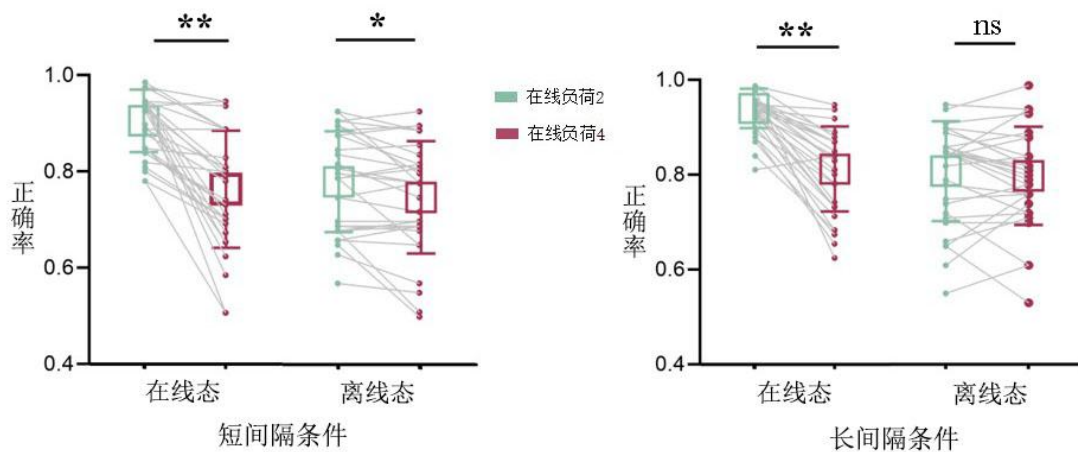 **
*
1.0
0.8
0.6
0.4
正确率
在线负荷2
在线负荷4
在线态
离线态
短间隔条件
**
ns
1.0
0.8
0.6
0.4
正确率
在线态
离线态
长间隔条件